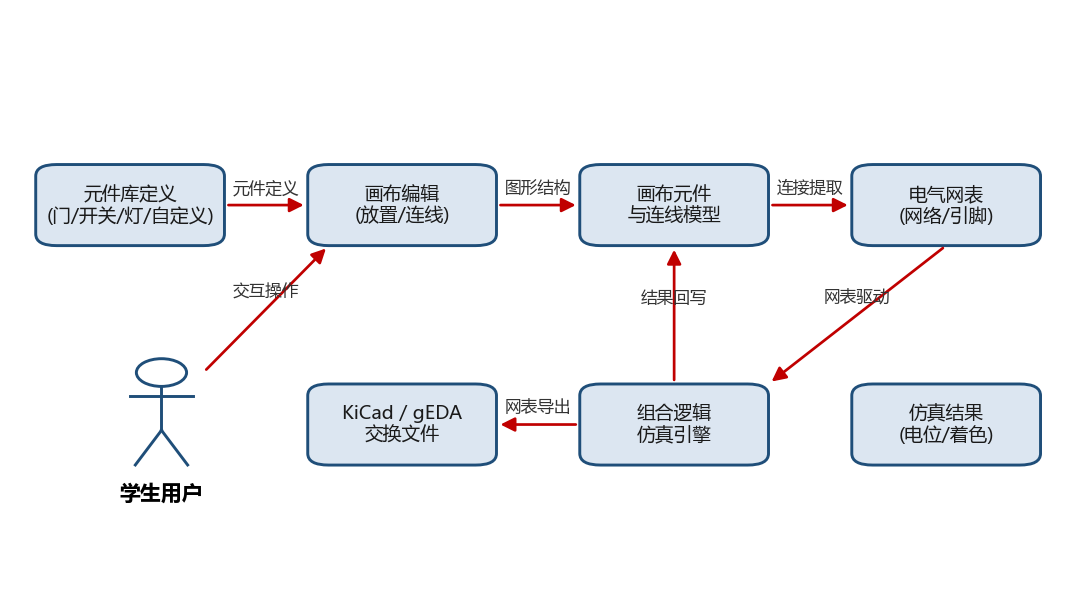 元件库定义
(门/开关/灯/自定义)
元件定义
画布编辑
(放置/连线)
图形结构
画布元件
与连线模型
连接提取
电气网表
(网络/引脚)
交互操作
结果回写
网表驱动
学生用户
KiCad / gEDA
交换文件
网表导出
组合逻辑
仿真引擎
仿真结果
(电位/着色)